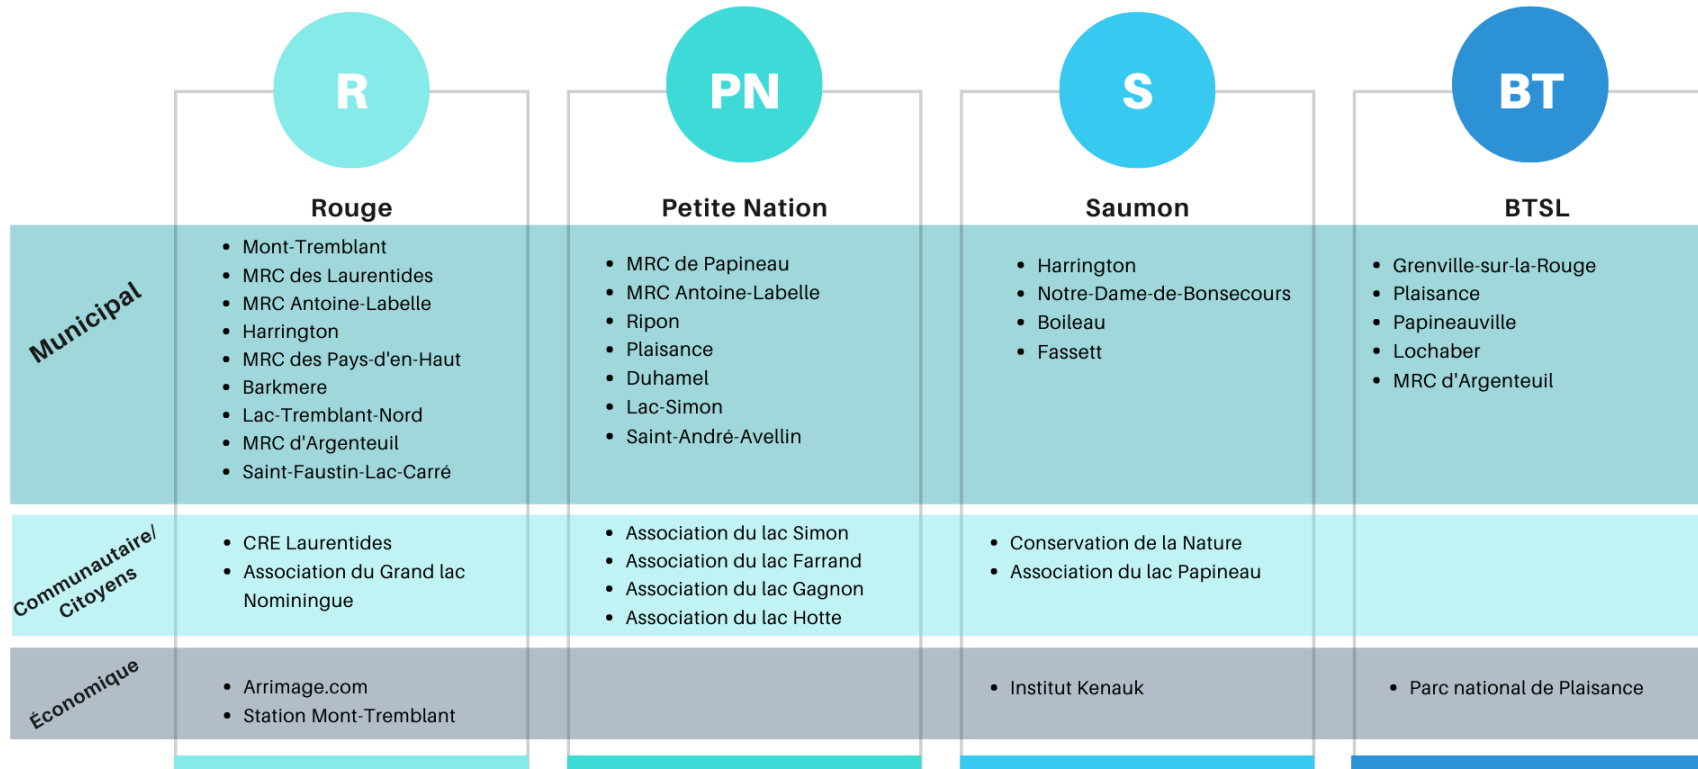 R
PN
S
BT
Rouge
Petite Nation
Saumon
BTSL
Municipal
• Mont-Tremblant
• MRC des Laurentides
• MRC Antoine-Labelle
• Harrington
• MRC des Pays-d'en-Haut
• Barkmere
• Lac-Tremblant-Nord
• MRC d'Argenteuil
• Saint-Faustin-Lac-Carré
• MRC de Papineau
• MRC Antoine-Labelle
• Ripon
• Plaisance
• Duhamel
• Lac-Simon
• Saint-André-Avellin
• Harrington
• Notre-Dame-de-Bonsecours
• Boileau
• Fassett
• Grenville-sur-la-Rouge
• Plaisance
• Papineauville
• Lochaber
• MRC d'Argenteuil
Communautaire/
Citoyens
• CRE Laurentides
• Association du Grand lac
Nominingue
• Association du lac Simon
• Association du lac Farrand
• Association du lac Gagnon
• Association du lac Hotte
• Conservation de la Nature
• Association du lac Papineau
Économique
• Arrimage.com
• Station Mont-Tremblant
• Institut Kenauk
• Parc national de Plaisance